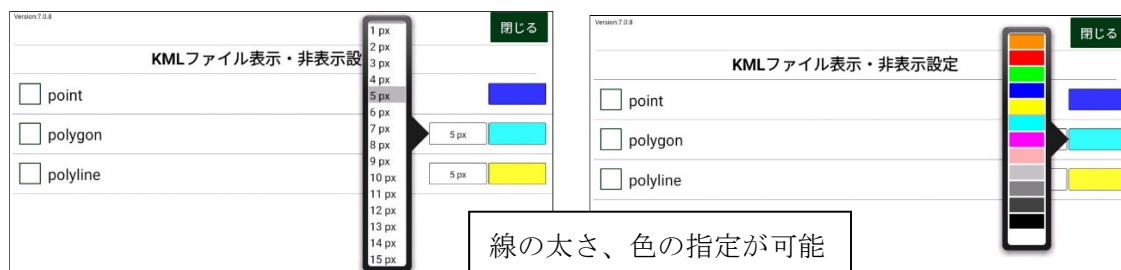 Version7.0.8
閉じる
KMLファイル表示・非表示設
point
polygon
5 px
polyline
5 px
1 px
2 px
3 px
4 px
5 px
6 px
7 px
8 px
9 px
10 px
11 px
12 px
13 px
14 px
15 px
Version7.0.8
閉じる
KMLファイル表示・非表示設定
point
polygon
polyline
線の太さ、色の指定が可能